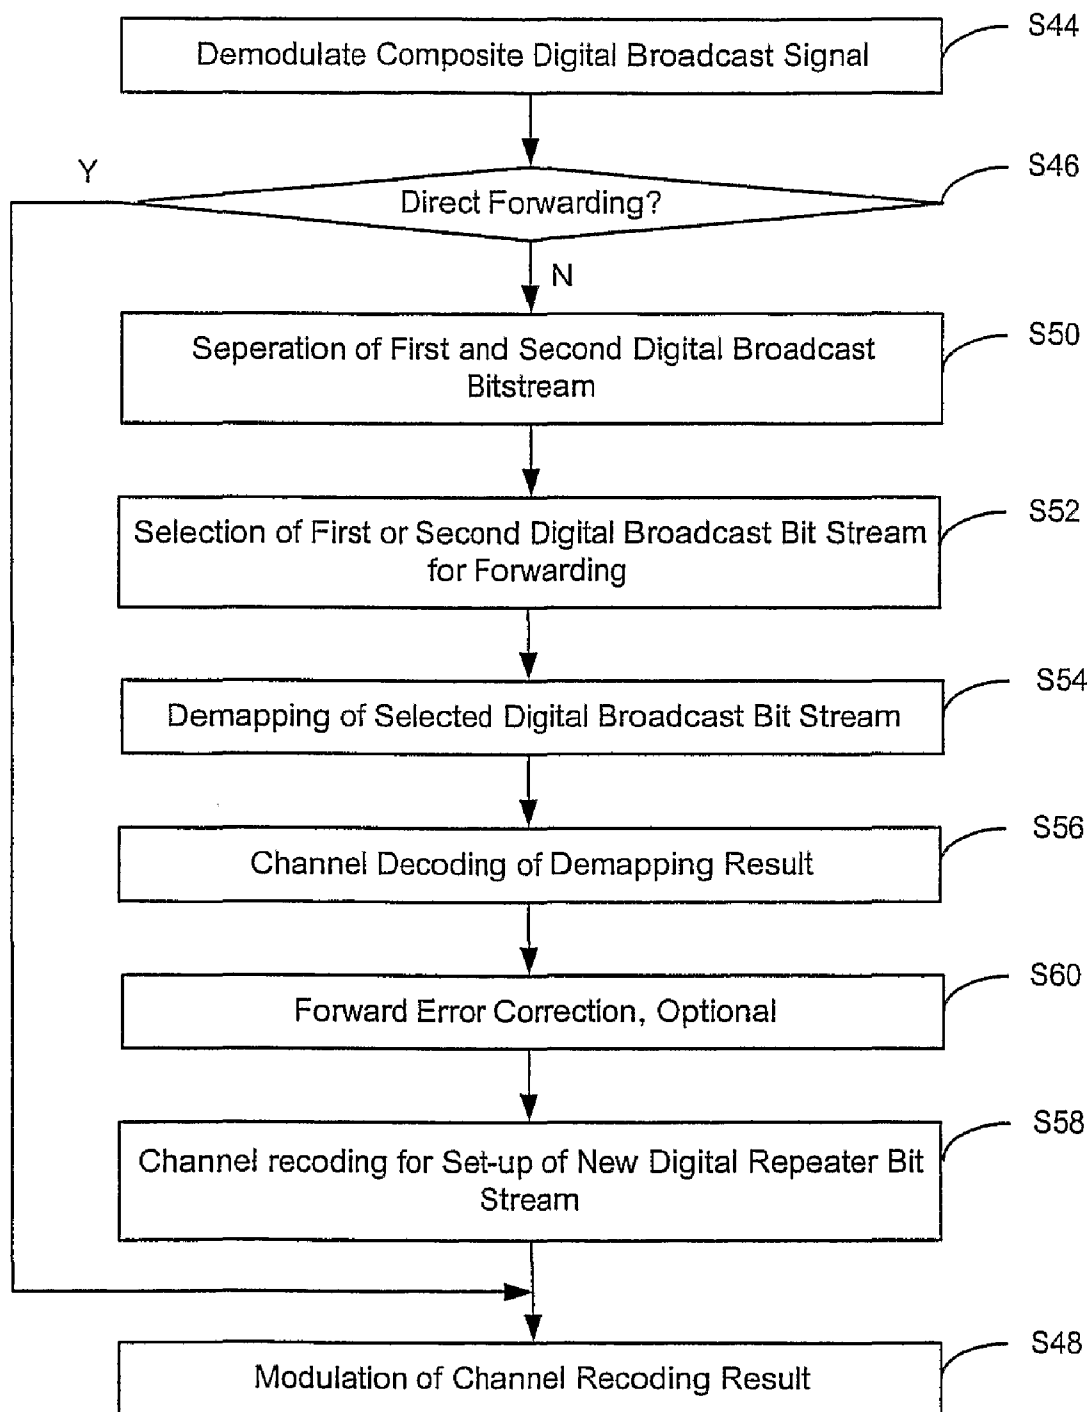 S44
Demodulate Composite Digital Broadcast Signal
S46
Y
Direct Forwarding?
N
S50
Seperation of First and Second Digital Broadcast
Bitstream
S52
Selection of First or Second Digital Broadcast Bit Stream
for Forwarding
S54
Demapping of Selected Digital Broadcast Bit Stream
S56
Channel Decoding of Demapping Result
S60
Forward Error Correction, Optional
S58
Channel recoding for Set-up of New Digital Repeater Bit
Stream
S48
Modulation of Channel Recoding Result